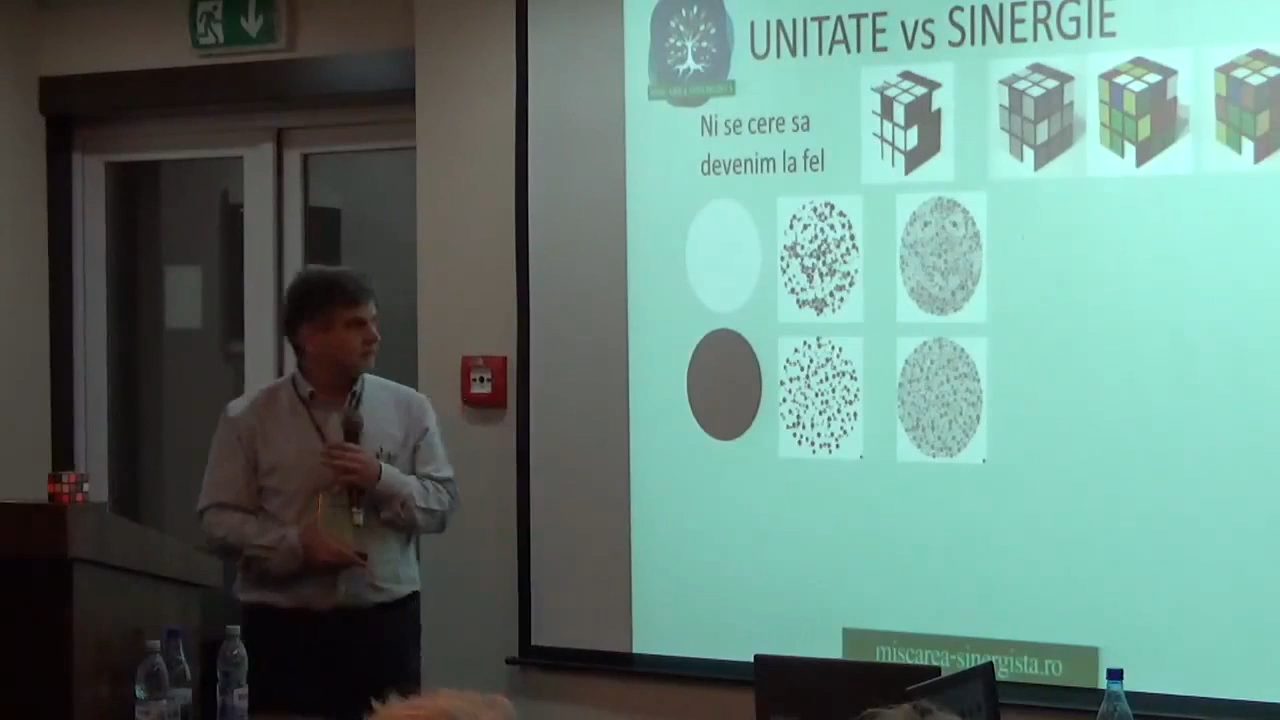 UNITATE vs SINERGIE
Ni se cere sa
devenim la fel
miscarea-sinergista.ro